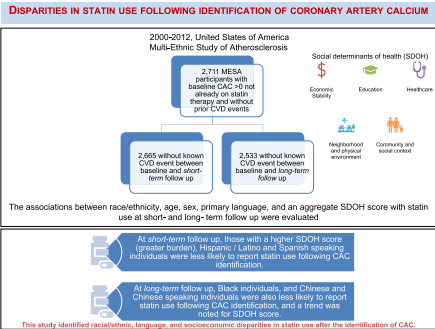 DISPARITIES IN STATIN USE FOLLOWING IDENTIFICATION OF CORONARY ARTERY CALCIUM
2000-2012, United States of America
Multi-Ethnic Study of Atherosclerosis
2,711 MESA
participants with
baseline CAC >0 not
already on statin
therapy and without
prior CVD events
Social determinants of health (SDOH)
Economic
Stability
Education
Healthcare
Neighborhood
and physical
environment
Community and
social context
2,665 without known
CVD event between
baseline and short-
term follow up
2,533 without known
CVD event between
baseline and long-term
follow up
The associations between race/ethnicity, age, sex, primary language, and an aggregate SDOH score with statin
use at short- and long- term follow up were evaluated
At short-term follow up, those with a higher SDOH score
(greater burden), Hispanic / Latino and Spanish speaking
individuals were less likely to report statin use following CAC
identification.
At long-term follow up, Black individuals, and Chinese and
Chinese speaking individuals were also less likely to report
statin use following CAC identification, and a trend was
noted for SDOH score.
This study identified racial/ethnic, language, and socioeconomic disparities in statin use after the identification of CAC.